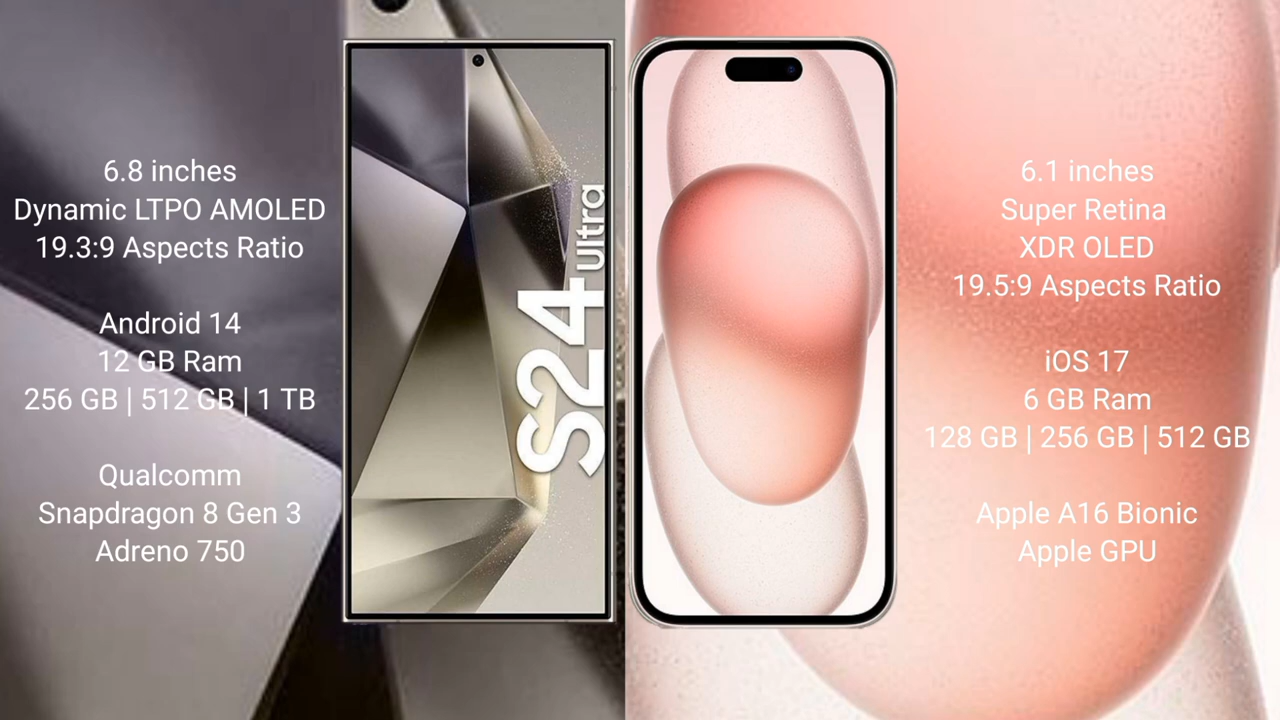 6.8 inches
Dynamic LTPO AMOLED
19.3:9 Aspects Ratio
Android 14
12 GB Ram
256 GB | 512 GB | 1 TB
Qualcomm
Snapdragon 8 Gen 3
Adreno 750
S24 ultra
6.1 inches
Super Retina
XDR OLED
19.5:9 Aspects Ratio
iOS 17
6 GB Ram
128 GB | 256 GB | 512 GB
Apple A16 Bionic
Apple GPU